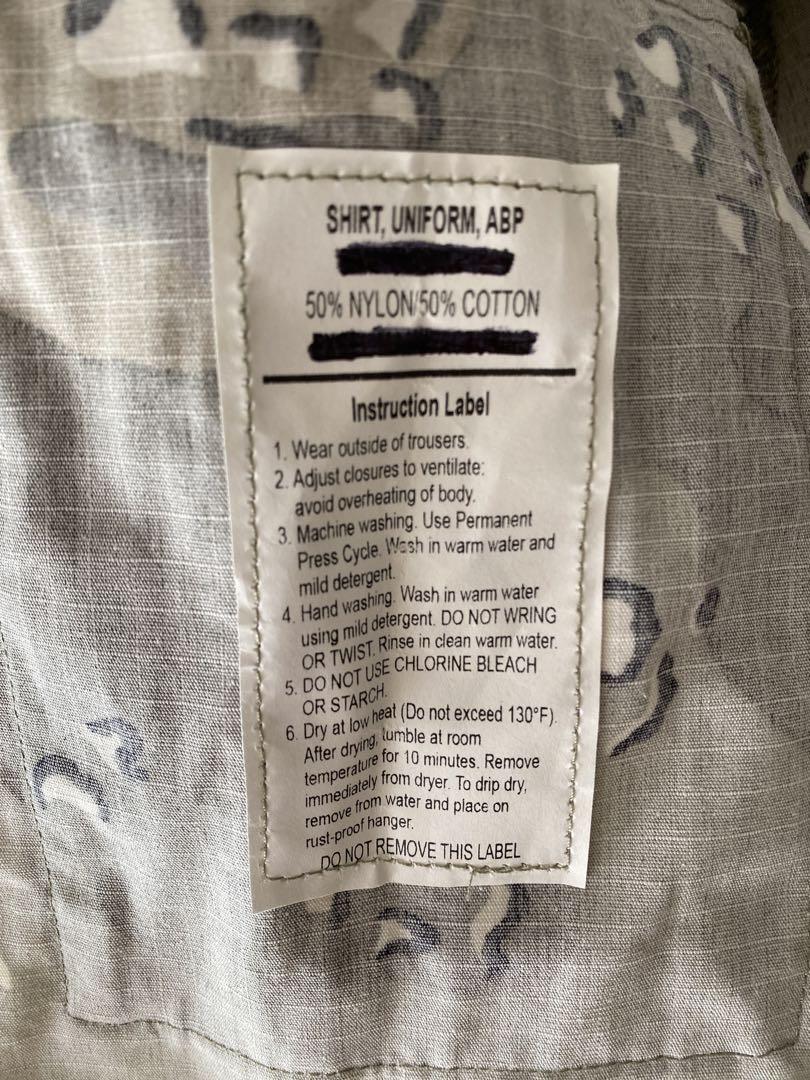 SHIRT, UNIFORM, ABP
50% NYLON/50% COTTON
Instruction Label
1. Wear outside of trousers.
2. Adjust closures to ventilate:
avoid overheating of body.
3. Machine washing. Use Permanent
Press Cycle. Wash in warm water and
mild detergent.
4. Hand washing. Wash in warm water
using mild detergent. DO NOT WRING
OR TWIST. Rinse in clean warm water.
5. DO NOT USE CHLORINE BLEACH
OR STARCH.
6. Dry at low heat (Do not exceed 130°F).
After drying, tumble at room
temperature for 10 minutes. Remove
immediately from dryer. To drip dry,
remove from water and place on
rust-proof hanger.
DO NOT REMOVE THIS LABEL